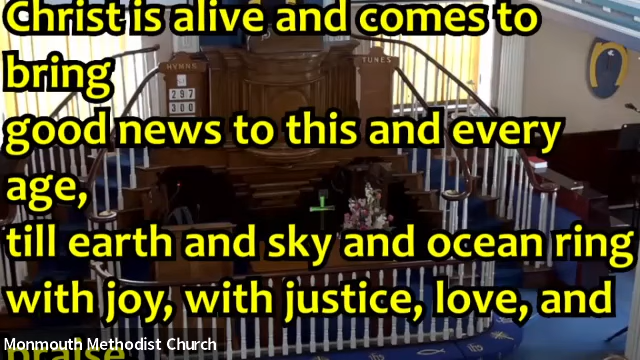 Christ is alive and comes to
bring
good news to this and every
age,
till earth and sky and ocean ring
with joy, with justice, love, and
praise
HYMNS
TUNES
297
300
Monmouth Methodist Church